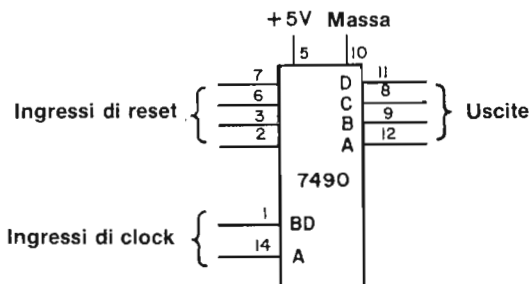 +5V Massa
5 10
7 D 11
6 C 8
Ingressi di reset 3 B 9 Uscite
2 A 12
7490
1 BD
Ingressi di clock
14 A